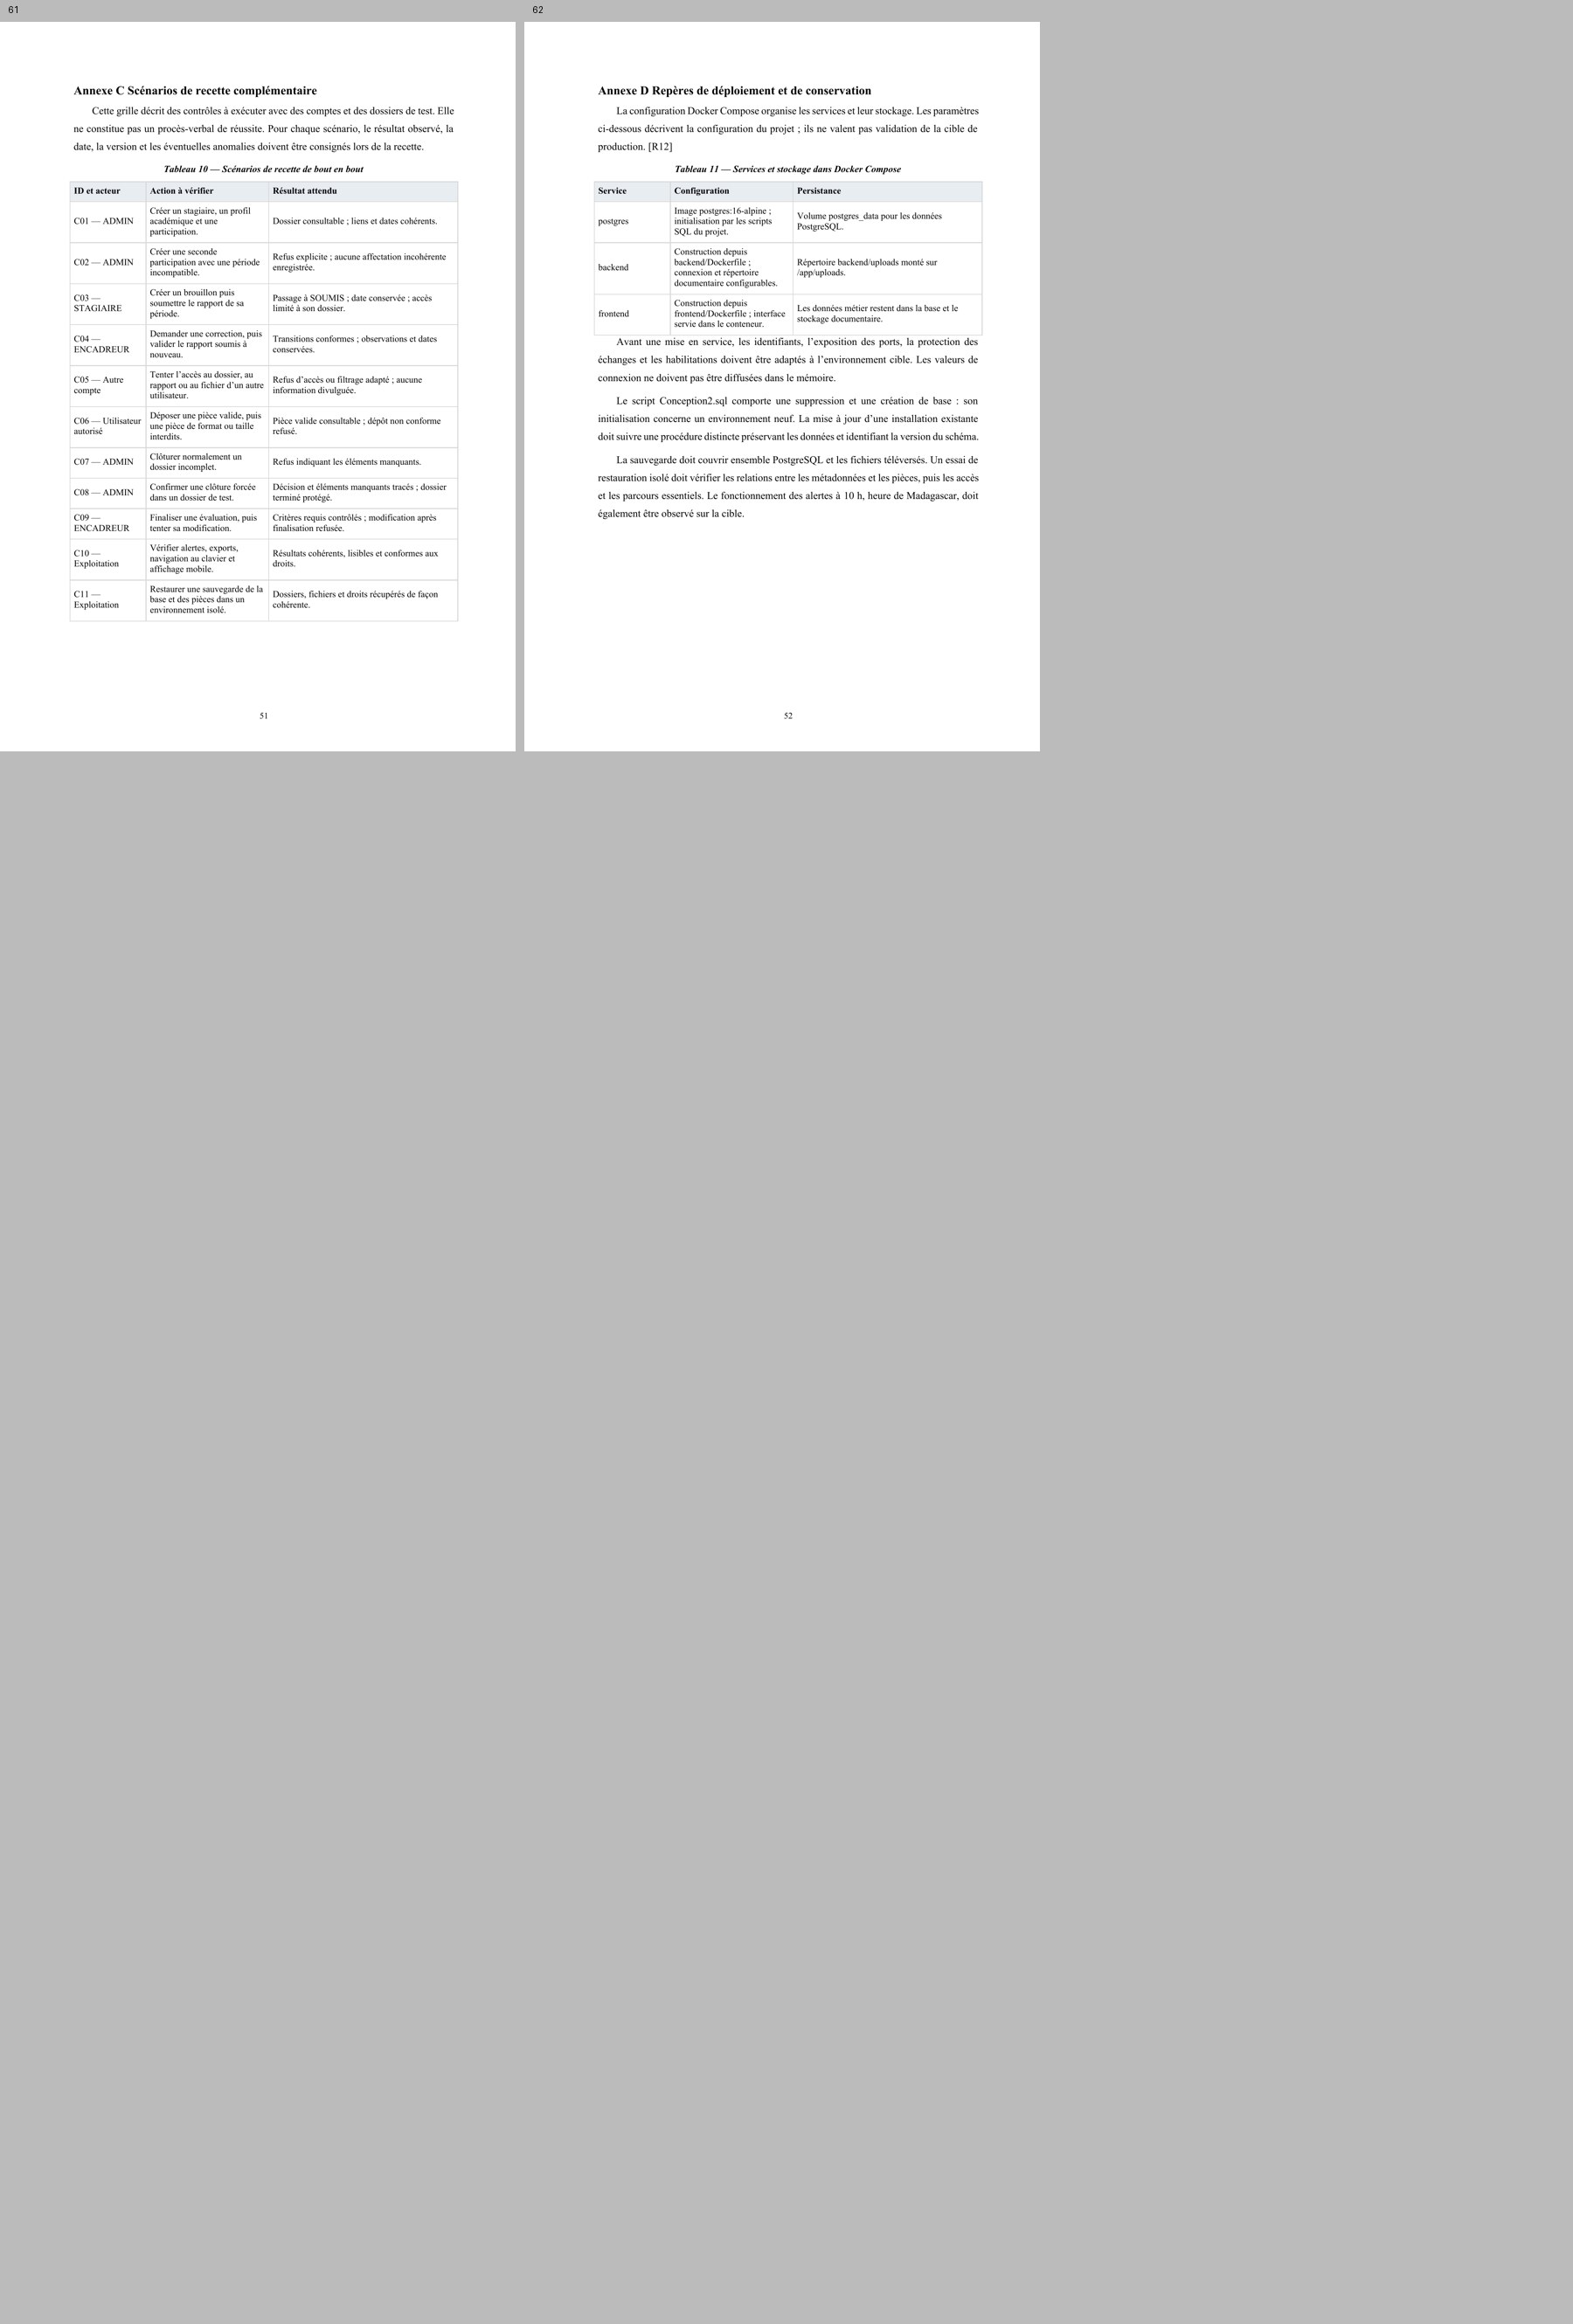 61
Annexe C Scénarios de recette complémentaire
Cette grille décrit des contrôles à exécuter avec des comptes et des dossiers de test. Elle
ne constitue pas un procès-verbal de réussite. Pour chaque scénario, le résultat observé, la
date, la version et les éventuelles anomalies doivent être consignés lors de la recette.
Tableau 10 — Scénarios de recette de bout en bout
ID et acteur
Action à vérifier
Résultat attendu
C01 — ADMIN
Créer un stagiaire, un profil
académique et une
participation.
Dossier consultable ; liens et dates cohérents.
C02 — ADMIN
Créer une seconde
participation avec une période
incompatible.
Refus explicite ; aucune affectation incohérente
enregistrée.
C03 —
STAGIAIRE
Créer un brouillon puis
soumettre le rapport de sa
période.
Passage à SOUMIS ; date conservée ; accès
limité à son dossier.
C04 —
ENCADREUR
Demander une correction, puis
valider le rapport soumis à
nouveau.
Transitions conformes ; observations et dates
conservées.
C05 — Autre
compte
Tenter l’accès au dossier, au
rapport ou au fichier d’un autre
utilisateur.
Refus d’accès ou filtrage adapté ; aucune
information divulguée.
C06 — Utilisateur
autorisé
Déposer une pièce valide, puis
une pièce de format ou taille
interdits.
Pièce valide consultable ; dépôt non conforme
refusé.
C07 — ADMIN
Clôturer normalement un
dossier incomplet.
Refus indiquant les éléments manquants.
C08 — ADMIN
Confirmer une clôture forcée
dans un dossier de test.
Décision et éléments manquants tracés ; dossier
terminé protégé.
C09 —
ENCADREUR
Finaliser une évaluation, puis
tenter sa modification.
Critères requis contrôlés ; modification après
finalisation refusée.
C10 —
Exploitation
Vérifier alertes, exports,
navigation au clavier et
affichage mobile.
Résultats cohérents, lisibles et conformes aux
droits.
C11 —
Exploitation
Restaurer une sauvegarde de la
base et des pièces dans un
environnement isolé.
Dossiers, fichiers et droits récupérés de façon
cohérente.
51
62
Annexe D Repères de déploiement et de conservation
La configuration Docker Compose organise les services et leur stockage. Les paramètres
ci-dessous décrivent la configuration du projet ; ils ne valent pas validation de la cible de
production. [R12]
Tableau 11 — Services et stockage dans Docker Compose
Service
Configuration
Persistance
postgres
Image postgres:16-alpine ;
initialisation par les scripts
SQL du projet.
Volume postgres_data pour les données
PostgreSQL.
backend
Construction depuis
backend/Dockerfile ;
connexion et répertoire
documentaire configurables.
Répertoire backend/uploads monté sur
/app/uploads.
frontend
Construction depuis
frontend/Dockerfile ; interface
servie dans le conteneur.
Les données métier restent dans la base et le
stockage documentaire.
Avant une mise en service, les identifiants, l’exposition des ports, la protection des
échanges et les habilitations doivent être adaptés à l’environnement cible. Les valeurs de
connexion ne doivent pas être diffusées dans le mémoire.
Le script Conception2.sql comporte une suppression et une création de base : son
initialisation concerne un environnement neuf. La mise à jour d’une installation existante
doit suivre une procédure distincte préservant les données et identifiant la version du schéma.
La sauvegarde doit couvrir ensemble PostgreSQL et les fichiers téléversés. Un essai de
restauration isolé doit vérifier les relations entre les métadonnées et les pièces, puis les accès
et les parcours essentiels. Le fonctionnement des alertes à 10 h, heure de Madagascar, doit
également être observé sur la cible.
52